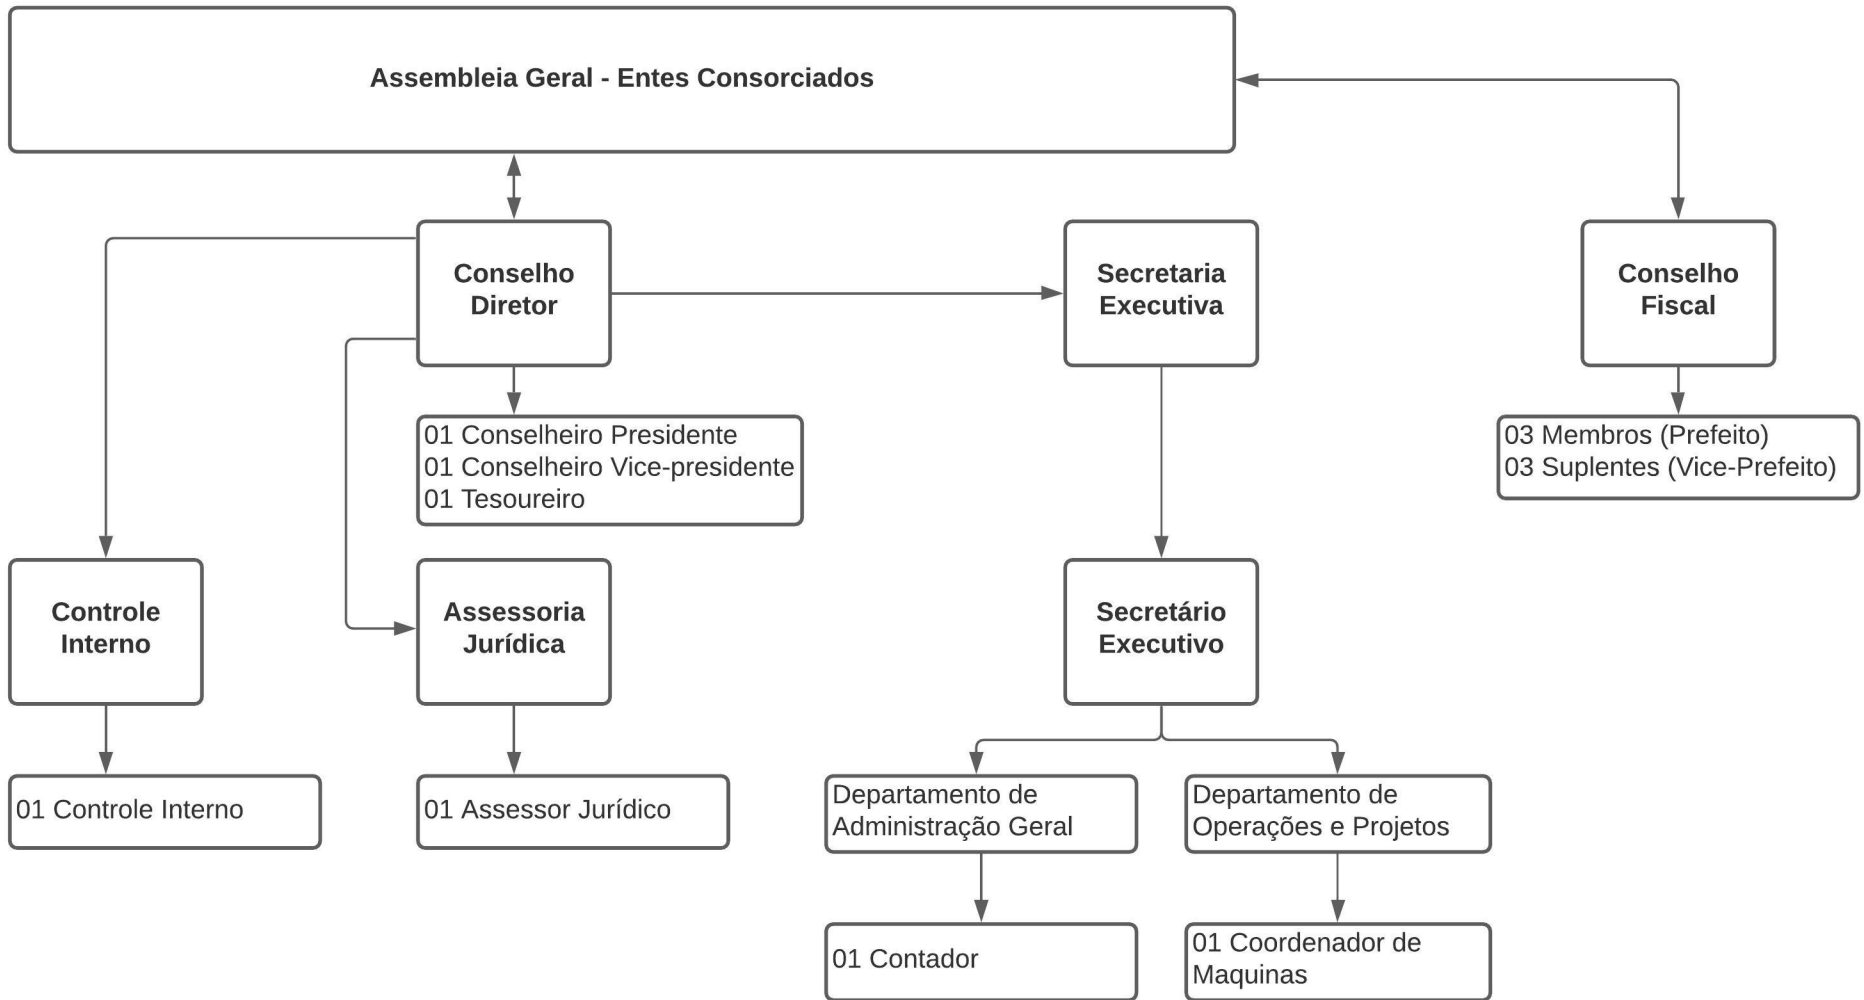 Assembleia Geral - Entes Consorciados
Conselho
Diretor
Secretaria
Executiva
Conselho
Fiscal
01 Conselheiro Presidente
01 Conselheiro Vice-presidente
01 Tesoureiro
03 Membros (Prefeito)
03 Suplentes (Vice-Prefeito)
Controle
Interno
Assessoria
Jurídica
Secretário
Executivo
01 Controle Interno
01 Assessor Jurídico
Departamento de
Administração Geral
Departamento de
Operações e Projetos
01 Contador
01 Coordenador de
Maquinas